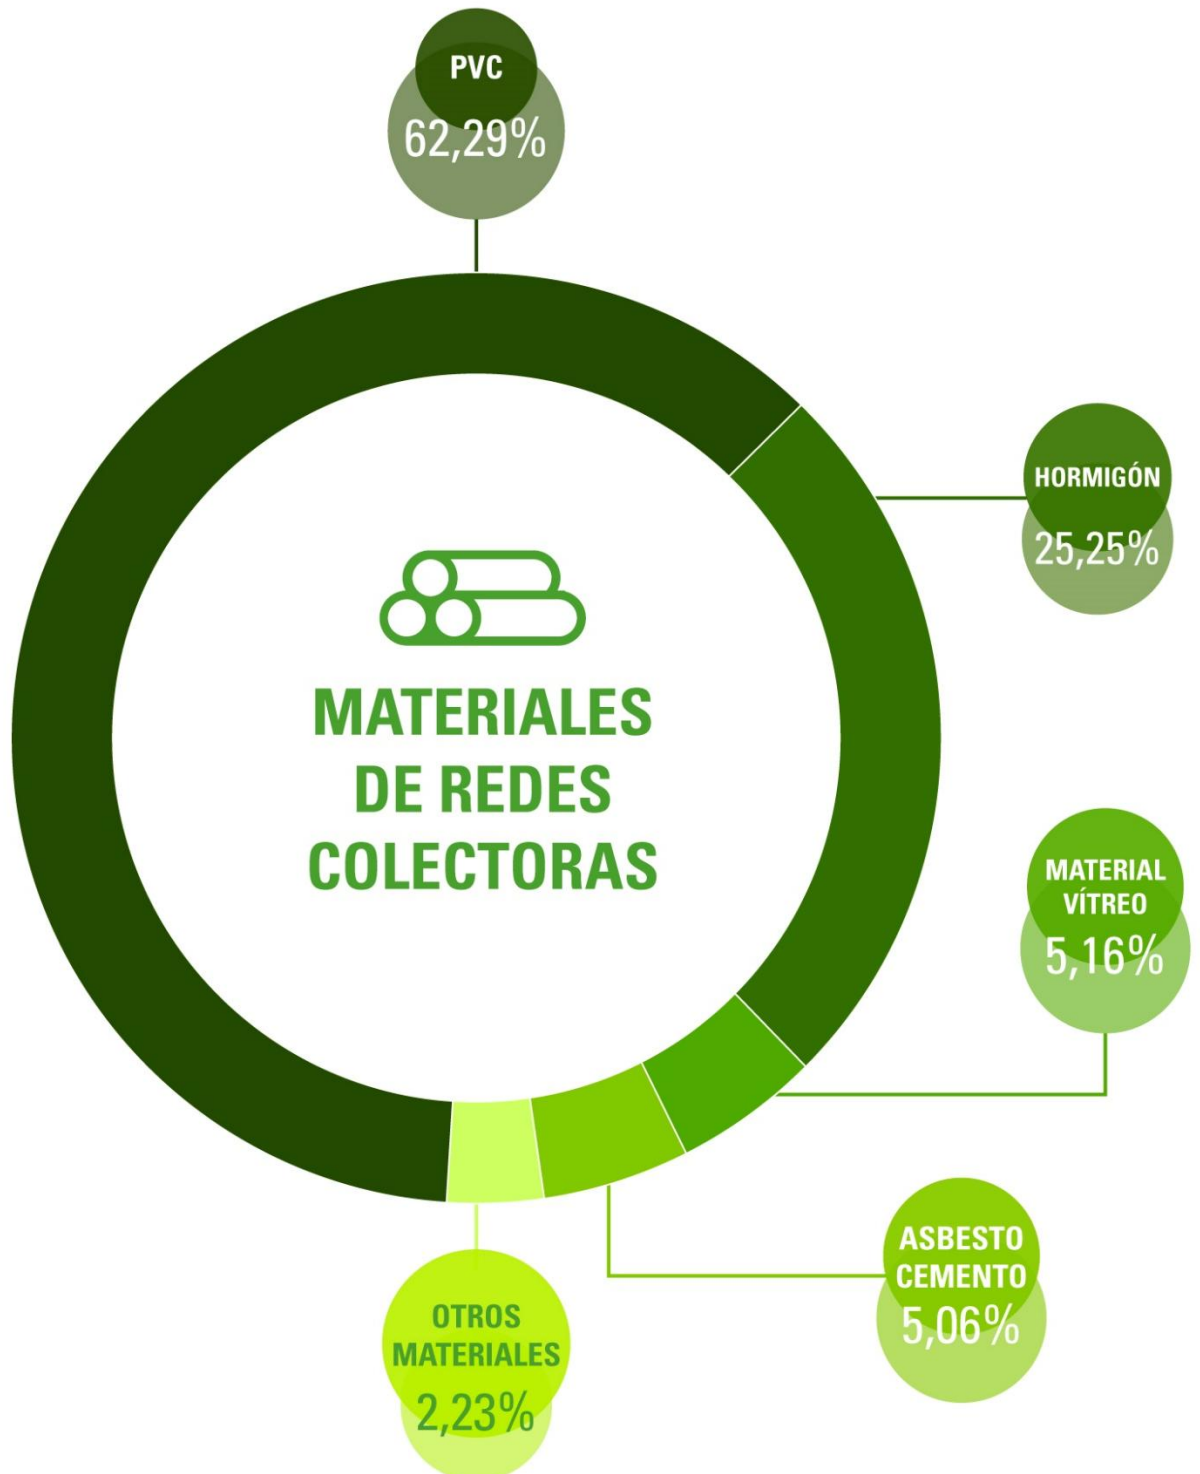 PVC
62,29%
HORMIGÓN
25,25%
MATERIALES
DE REDES
COLECTORAS
MATERIAL
VÍTREO
5,16%
ASBESTO
CEMENTO
5,06%
OTROS
MATERIALES
2,23%